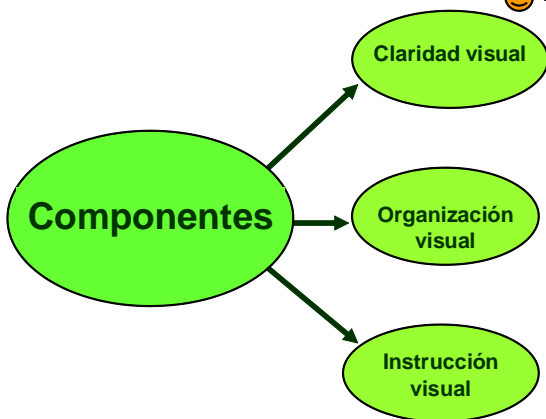 Claridad visual
Componentes
Organización
visual
Instrucción
visual